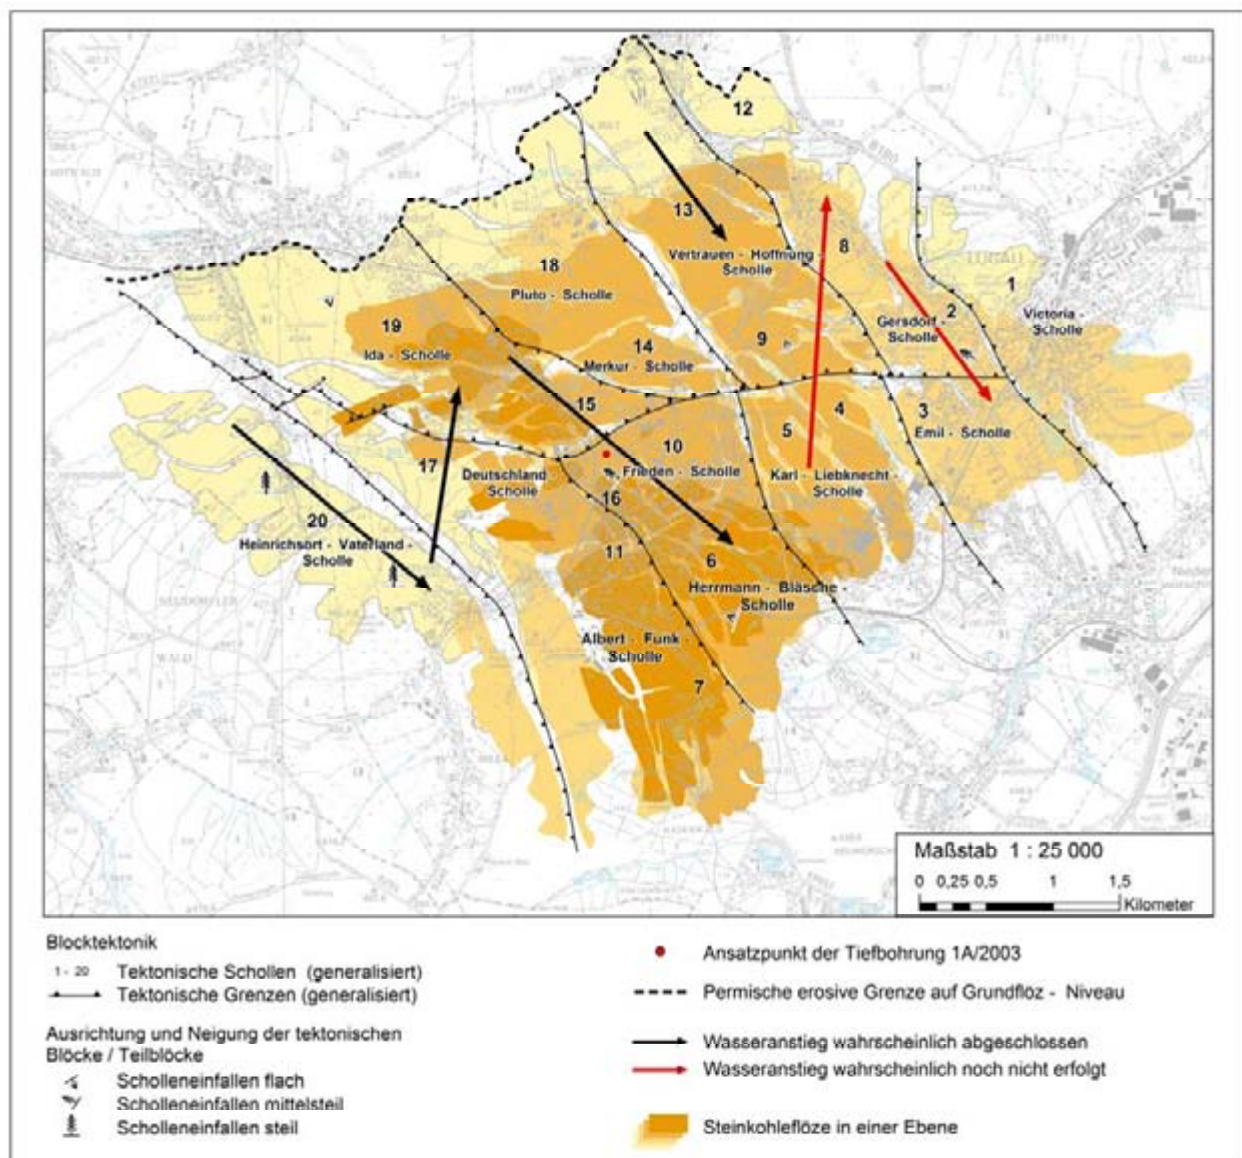 12
13
Vertrauen - Hoffnung -
Scholle
8
18
Pluto - Scholle
LUGAU
1
2
Victoria -
Scholle
Gersdorf -
Scholle
19
Ida - Scholle
9
14
Merkur - Scholle
15
4
3
Emil - Scholle
5
10
Frieden - Scholle
17
Deutschland
Scholle
Karl - Liebknecht -
Scholle
16
20
Heinrichsort - Vaterland -
Scholle
11
6
Herrmann - Bläsche -
Scholle
Albert - Funk -
Scholle
7
WALD
Maßstab 1 : 25 000
0 0,25 0,5 1 1,5
Kilometer
Blocktektonik
1 - 20 Tektonische Schollen (generalisiert)
Tektonische Grenzen (generalisiert)
Ausrichtung und Neigung der tektonischen
Blöcke / Teilblöcke
Scholleneinfallen flach
Scholleneinfallen mittelsteil
Scholleneinfallen steil
Ansatzpunkt der Tiefbohrung 1A/2003
Permische erosive Grenze auf Grundflöz - Niveau
Wasseranstieg wahrscheinlich abgeschlossen
Wasseranstieg wahrscheinlich noch nicht erfolgt
Steinkohleflöze in einer Ebene